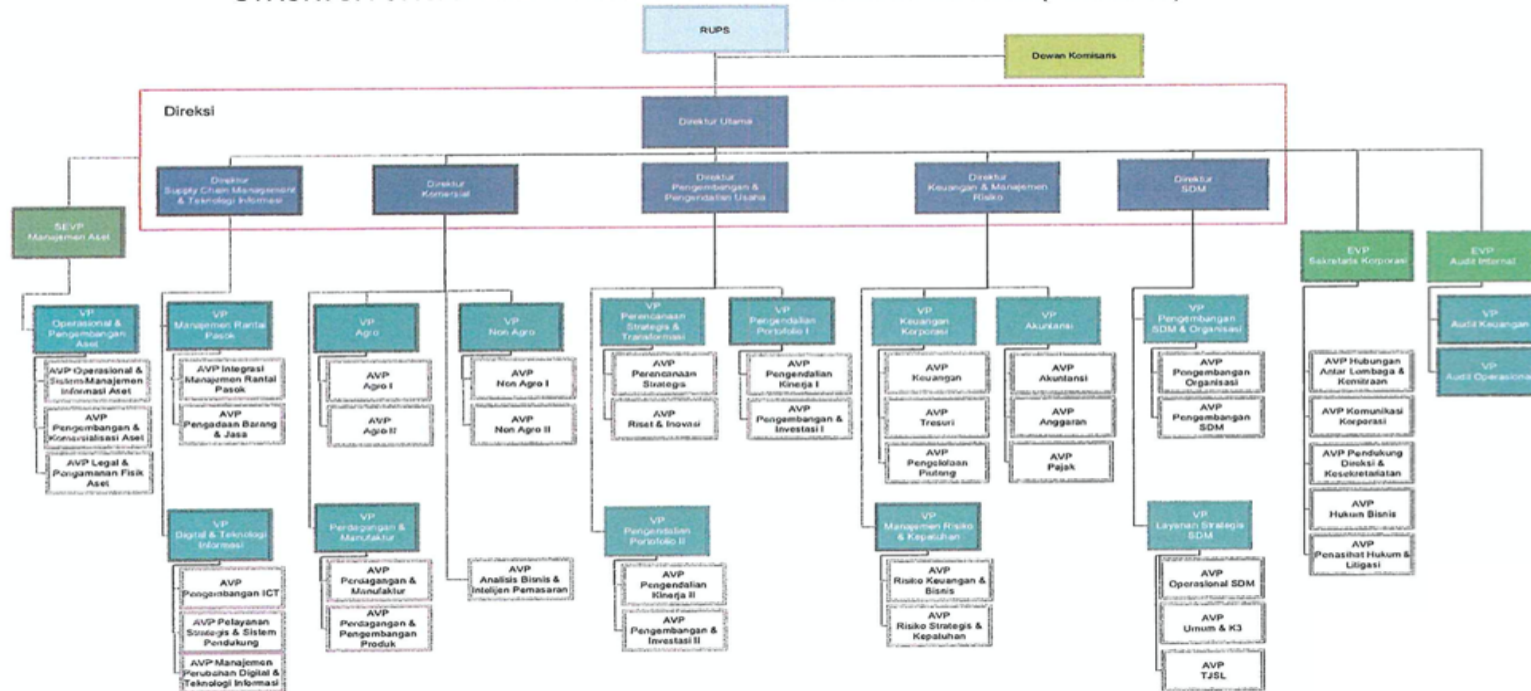 RUPS
Dewan Komisaris
Direksi
Direktur Utama
Direktur
Supply Chain Management
& Teknologi Informasi
Direktur
Komersial
Direktur
Pengembangan &
Pengendalian Usaha
Direktur
Keuangan & Manajemen
Risiko
Direktur
SDM
SEVP
Manajemen Aset
EVP
Sekretaris Korporasi
EVP
Audit Internal
VP
Operasional &
Pengembangan
Aset
AVP Operasional &
Sistem Manajemen
Informasi Aset
AVP
Pengembangan &
Komersialisasi Aset
AVP Legal &
Pengamanan Fisik
Aset
VP
Manajemen Rantai
Pasok
AVP Integrasi
Manajemen Rantai
Pasok
AVP
Pengadaan Barang
& Jasa
VP
Digital & Teknologi
Informasi
AVP
Pengembangan ICT
AVP Pelayanan
Strategis & Sistem
Pendukung
AVP Manajemen
Perubahan Digital &
Teknologi Informasi
VP
Agro
AVP
Agro I
AVP
Agro II
VP
Non Agro
AVP
Non Agro I
AVP
Non Agro II
VP
Perdagangan &
Manufaktur
AVP
Perdagangan &
Manufaktur
AVP
Perdagangan &
Pengembangan
Produk
AVP
Analisis Bisnis &
Intelijen Pemasaran
VP
Perencanaan
Strategis &
Transformasi
AVP
Perencanaan
Strategis
AVP
Riset & Inovasi
VP
Pengendalian
Portofolio I
AVP
Pengendalian
Kinerja I
AVP
Pengembangan &
Investasi I
VP
Pengendalian
Portofolio II
AVP
Pengendalian
Kinerja II
AVP
Pengembangan &
Investasi II
VP
Keuangan
Korporasi
AVP
Keuangan
AVP
Tresuri
AVP
Pengelolaan
Piutang
VP
Akuntansi
AVP
Akuntansi
AVP
Anggaran
AVP
Pajak
VP
Manajemen Risiko
& Kepatuhan
AVP
Risiko Keuangan &
Bisnis
AVP
Risiko Strategis &
Kepatuhan
VP
Pengembangan
SDM & Organisasi
AVP
Pengembangan
Organisasi
AVP
Pengembangan
SDM
VP
Layanan Strategis
SDM
AVP
Operasional SDM
AVP
Umum & K3
AVP
TJSL
AVP Hubungan
Antar Lembaga &
Kemitraan
AVP Komunikasi
Korporasi
AVP Pendukung
Direksi &
Kesekretariatan
AVP
Hukum Bisnis
AVP
Penasihat Hukum &
Litigasi
VP
Audit Keuangan
VP
Audit Operasional